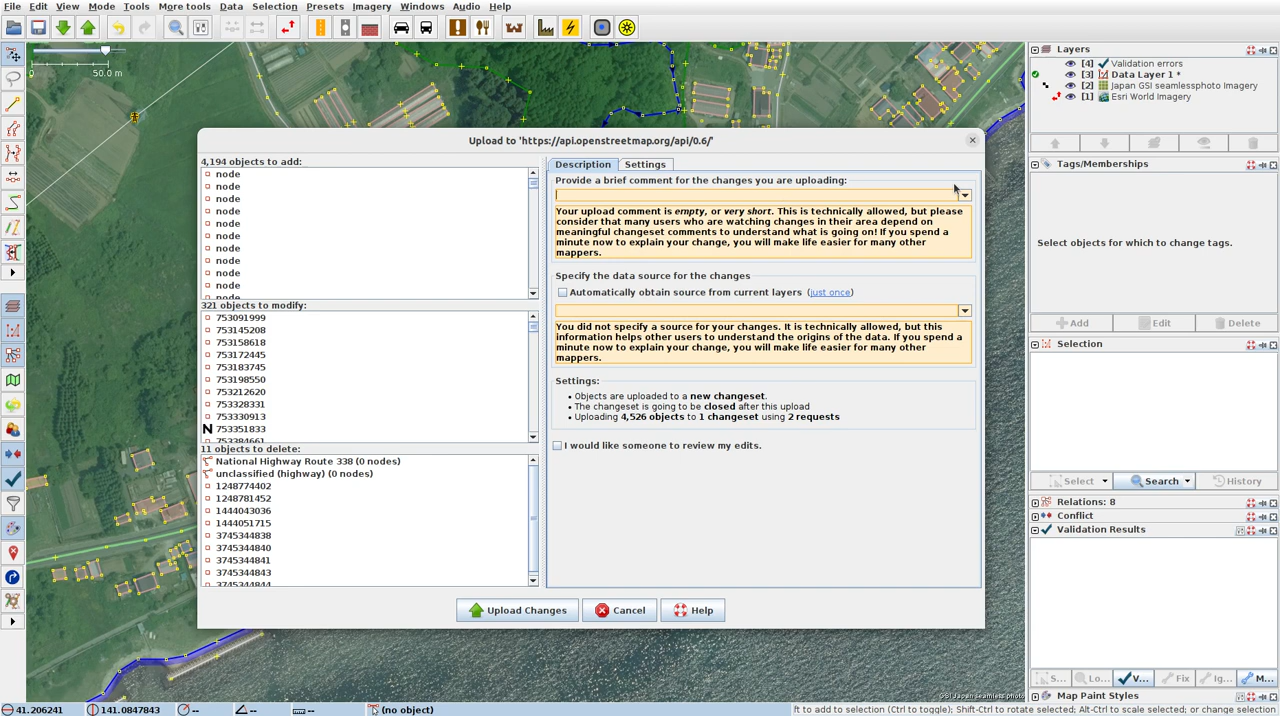 File Edit View Imagery Mode Tools More tools Data Selection Presets Imagery Windows Audio Help
0 50.0 m
Upload to 'https://api.openstreetmap.org/api/0.6/'
4,194 objects to add:
node
node
node
node
node
node
node
node
node
node
node
321 objects to modify:
753091999
753145208
753158618
753172445
753183745
753198550
753212620
753328331
753330913
N 753351833
753384661
11 objects to delete:
National Highway Route 338 (0 nodes)
unclassified (highway) (0 nodes)
1248774402
1248781452
1444043036
1444051715
3745344838
3745344840
3745344841
3745344843
3745344844
Description Settings
Provide a brief comment for the changes you are uploading:
Your upload comment is empty, or very short. This is technically allowed, but please
consider that many users who are watching changes in their area depend on
meaningful changeset comments to understand what is going on! If you spend a
minute now to explain your change, you will make life easier for many other
mappers.
Specify the data source for the changes
Automatically obtain source from current layers (just once)
You did not specify a source for your changes. It is technically allowed, but this
information helps other users to understand the origins of the data. If you spend a
minute now to explain your change, you will make life easier for many other
mappers.
Settings:
Objects are uploaded to a new changeset.
The changeset is going to be closed after this upload
Uploading 4,526 objects to 1 changeset using 2 requests
I would like someone to review my edits.
Upload Changes Cancel Help
Layers
[4] Validation errors
[3] Data Layer 1 *
[2] Japan GSI seamlessphoto Imagery
[1] Esri World Imagery
Tags/Memberships
Select objects for which to change tags.
Add Edit Delete
Selection
Select Search History
Relations: 8
Conflict
Validation Results
S... Lo... V... Fix Ig... M...
Map Paint Styles
GSI Japan seamless photo
41.206241 141.0847843 -- -- -- (no object)
ft to add to selection (Ctrl to toggle); Shift-Ctrl to rotate selected; Alt-Ctrl to scale selected; or change selection